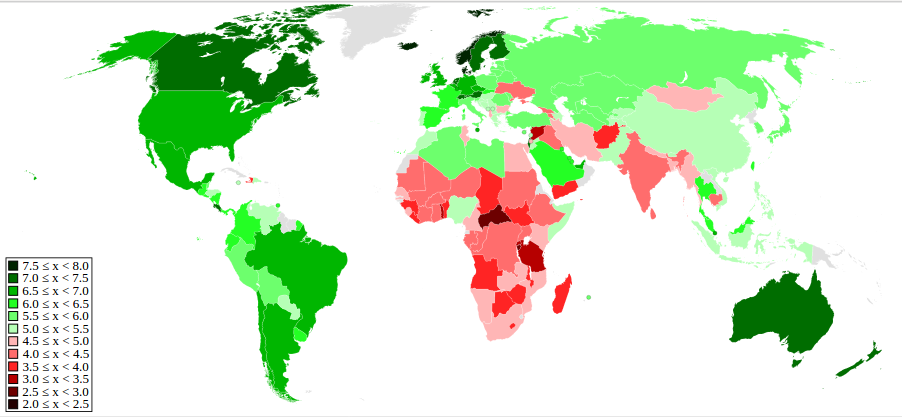 7.5 ≤ x < 8.0
7.0 ≤ x < 7.5
6.5 ≤ x < 7.0
6.0 ≤ x < 6.5
5.5 ≤ x < 6.0
5.0 ≤ x < 5.5
4.5 ≤ x < 5.0
4.0 ≤ x < 4.5
3.5 ≤ x < 4.0
3.0 ≤ x < 3.5
2.5 ≤ x < 3.0
2.0 ≤ x < 2.5